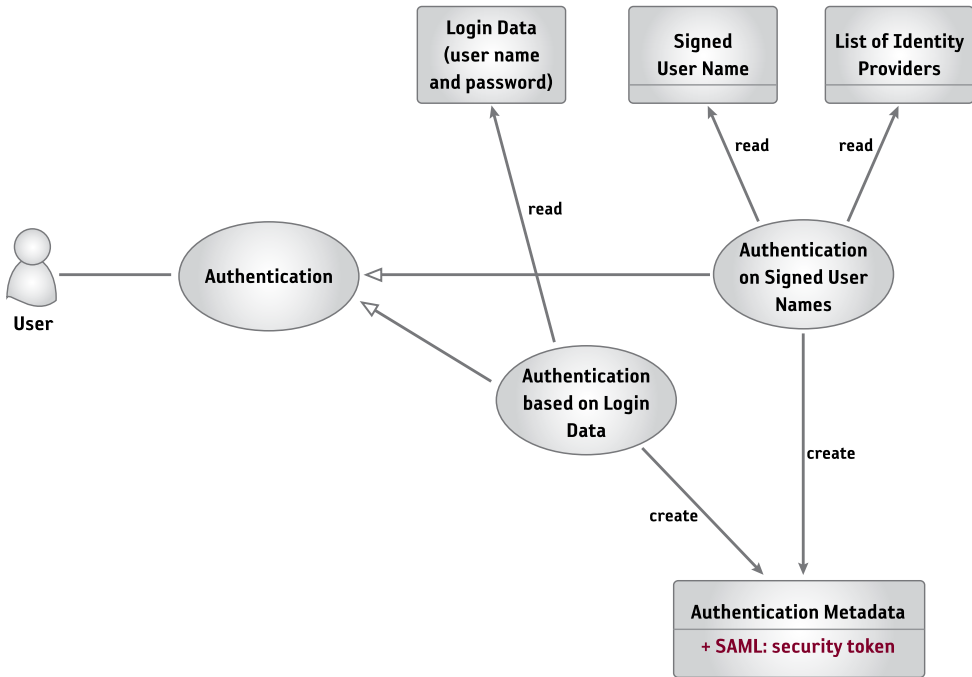 Login Data
(user name
and password)
Signed
User Name
List of Identity
Providers
read
read
read
Authentication
on Signed User
Names
Authentication
User
Authentication
based on Login
Data
create
create
Authentication Metadata
+ SAML: security token